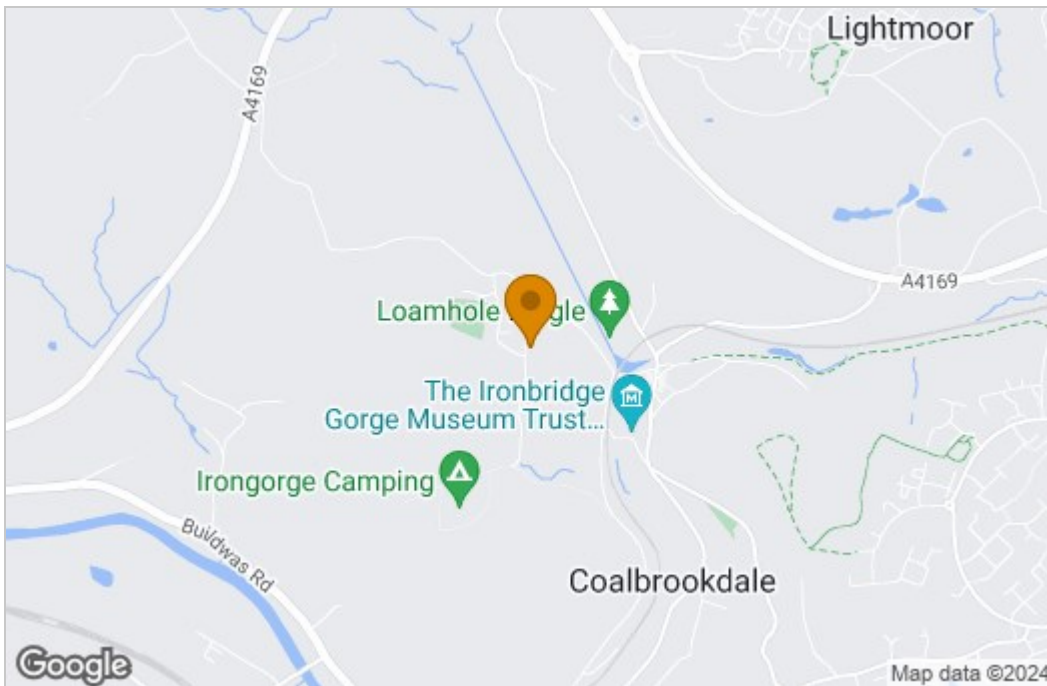 Lightmoor
A4169
A4169
Loamhole
The Ironbridge
Gorge Museum Trust...
Irongorge Camping
Buildwas Rd
Coalbrookdale
Google
Map data ©2024